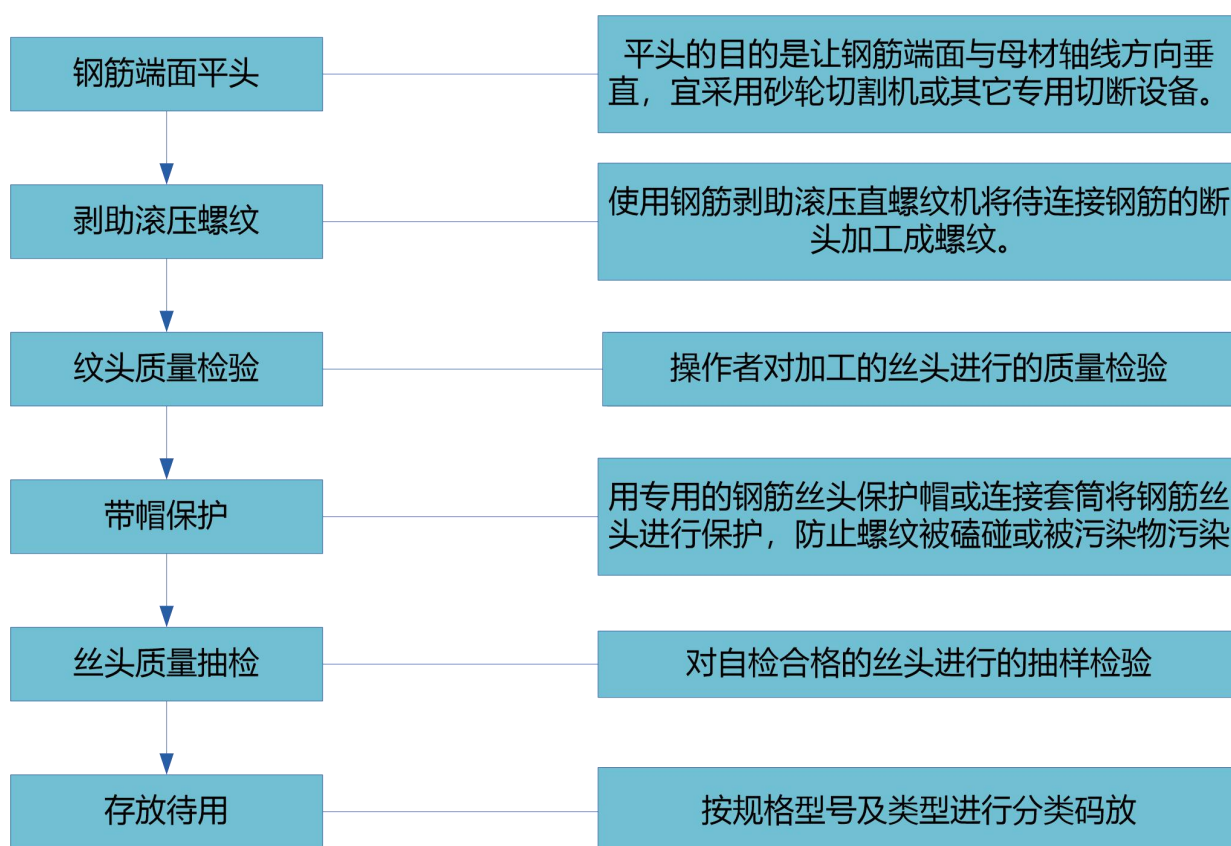 钢筋端面平头
平头的目的是让钢筋端面与母材轴线方向垂
直，宜采用砂轮切割机或其它专用切断设备。
剥助滚压螺纹
使用钢筋剥助滚压直螺纹机将待连接钢筋的断
头加工成螺纹。
纹头质量检验
操作者对加工的丝头进行的质量检验
带帽保护
用专用的钢筋丝头保护帽或连接套筒将钢筋丝
头进行保护，防止螺纹被磕碰或被污染物污染
丝头质量抽检
对自检合格的丝头进行的抽样检验
存放待用
按规格型号及类型进行分类码放